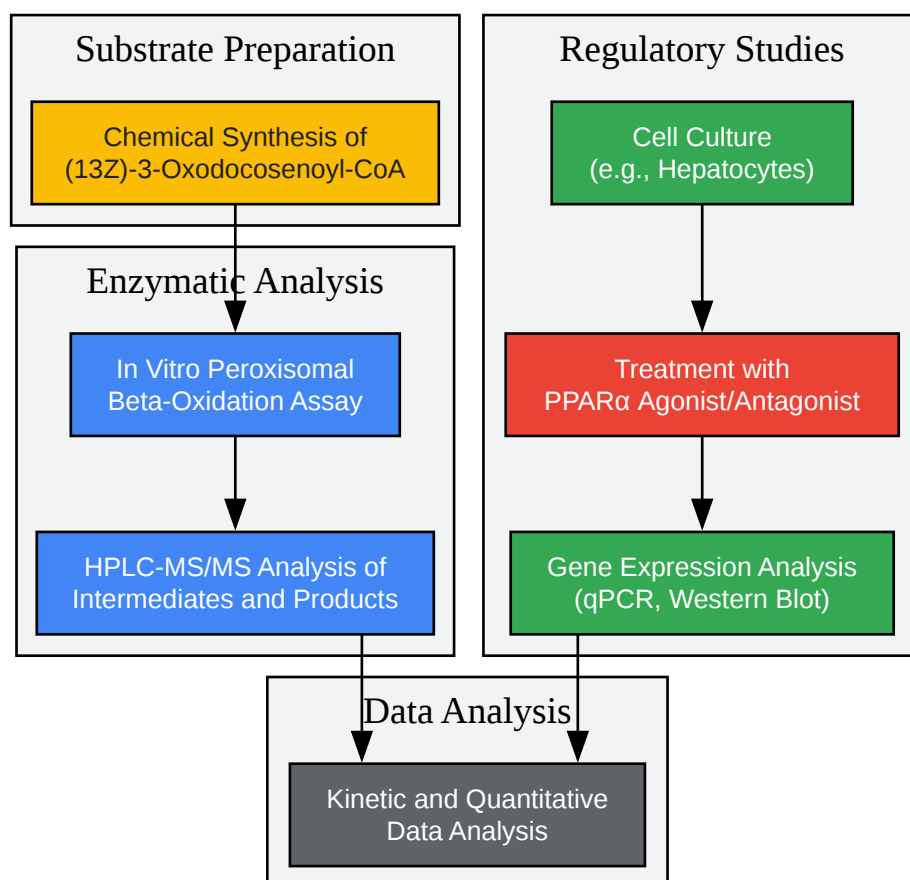 Substrate Preparation
Chemical Synthesis of
(13Z)-3-Oxodocosenoyl-CoA
Enzymatic Analysis
In Vitro Peroxisomal
Beta-Oxidation Assay
HPLC-MS/MS Analysis of
Intermediates and Products
Regulatory Studies
Cell Culture
(e.g., Hepatocytes)
Treatment with
PPARα Agonist/Antagonist
Gene Expression Analysis
(qPCR, Western Blot)
Data Analysis
Kinetic and Quantitative
Data Analysis